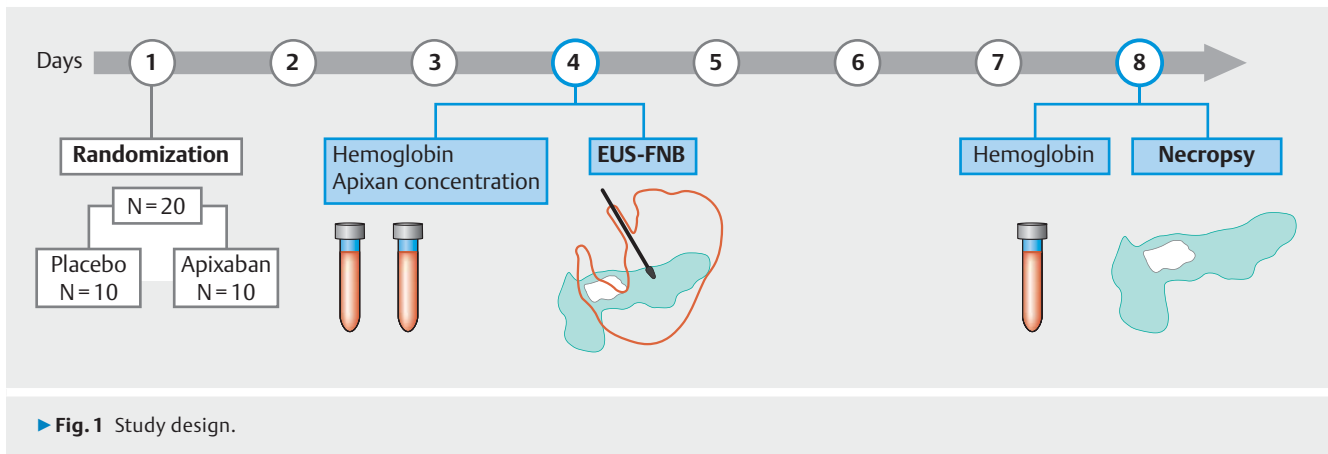 Days 1 2 3 4 5 6 7 8
Randomization
N = 20
Placebo
N = 10
Apixaban
N = 10
Hemoglobin
Apixan concentration
EUS-FNB
Hemoglobin
Necropsy
▶ Fig. 1 Study design.